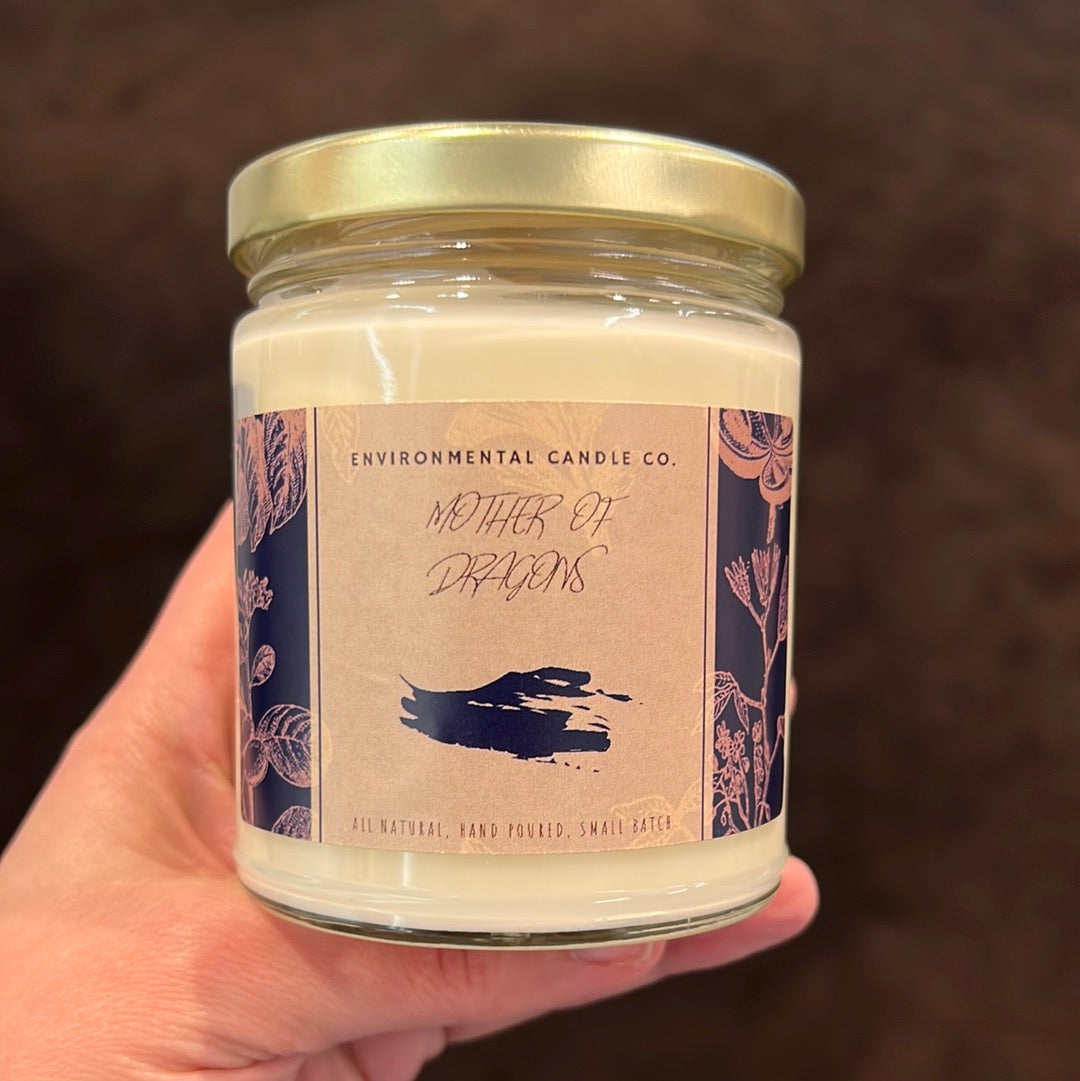 ENVIRONMENTAL CANDLE CO.
MOTHER OF
DRAGONS
ALL NATURAL, HAND POURED, SMALL BATCH